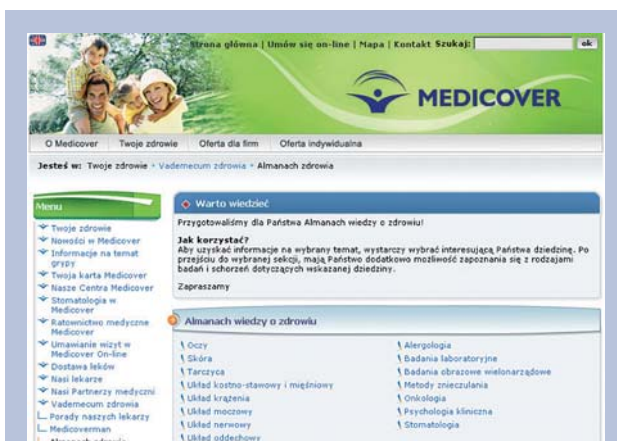 Strona główna | Umów się on-line | Mapa | Kontakt Szukaj: ok
MEDICOVER
O Medicover Twoje zdrowie Oferta dla firm Oferta indywidualna
Jesteś w: Twoje zdrowie • Vademecum zdrowia • Almanach zdrowia
Menu
Twoje zdrowie
Nowości w Medicover
Informacje na temat
grypy
Twoja karta Medicover
Nasze Centra Medicover
Stomatologia w
Medicover
Ratownictwo medyczne
Medicover
Umawianie wizyt w
Medicover On-line
Dostawa leków
Nasi lekarze
Nasi Partnerzy medyczni
Vademecum zdrowia
Porady naszych lekarzy
Medicoverman
Almanach zdrowia
Warto wiedzieć
Przygotowaliśmy dla Państwa Almanach wiedzy o zdrowiu!
Jak korzystać?
Aby uzyskać informacje na wybrany temat, wystarczy wybrać interesującą Państwa dziedzinę. Po
przejściu do wybranej sekcji, mają Państwo dodatkowo możliwość zapoznania się z rodzajami
badań i schorzeń dotyczących wskazanej dziedziny.
Zapraszamy
Almanach wiedzy o zdrowiu
Oczy
Skóra
Tarczyca
Układ kostno-stawowy i mięśniowy
Układ krążenia
Układ moczowy
Układ nerwowy
Układ oddechowy
Alergologia
Badania laboratoryjne
Badania obrazowe wielonarządowe
Metody znieczulania
Onkologia
Psychologia kliniczna
Stomatologia